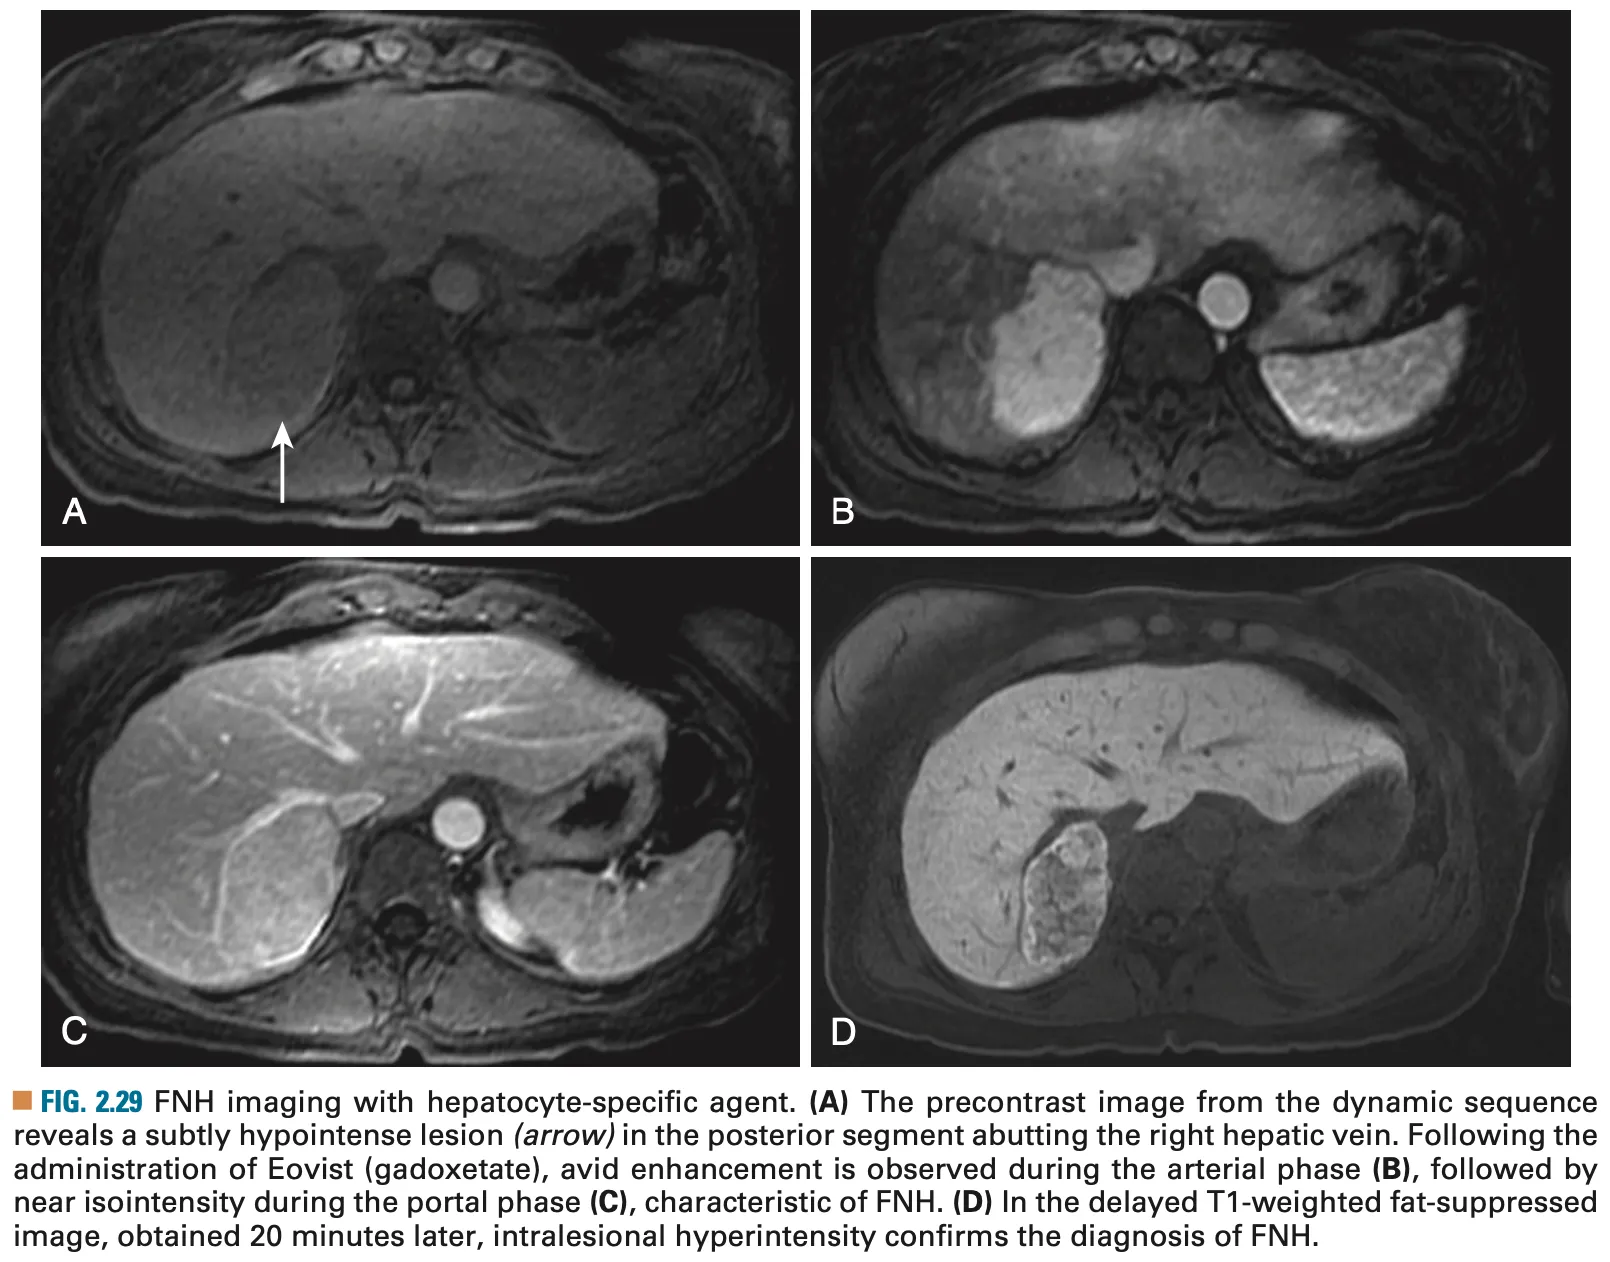 A
B
C
D
FIG. 2.29 FNH imaging with hepatocyte-specific agent. (A) The precontrast image from the dynamic sequence
reveals a subtly hypointense lesion (arrow) in the posterior segment abutting the right hepatic vein. Following the
administration of Eovist (gadoxetate), avid enhancement is observed during the arterial phase (B), followed by
near isointensity during the portal phase (C), characteristic of FNH. (D) In the delayed T1-weighted fat-suppressed
image, obtained 20 minutes later, intralesional hyperintensity confirms the diagnosis of FNH.